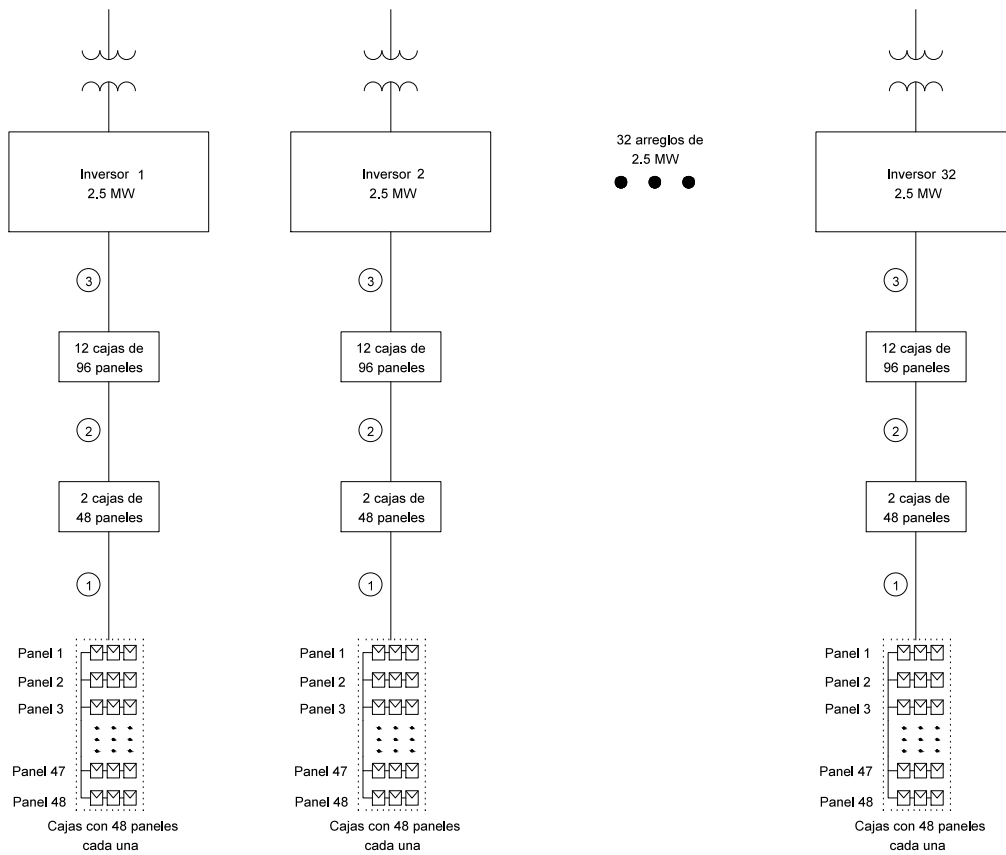 Inversor 1
2.5 MW
Inversor 2
2.5 MW
32 arreglos de
2.5 MW
Inversor 32
2.5 MW
3
3
3
12 cajas de
96 paneles
12 cajas de
96 paneles
12 cajas de
96 paneles
2
2
2
2 cajas de
48 paneles
2 cajas de
48 paneles
2 cajas de
48 paneles
1
1
1
Panel 1
Panel 2
Panel 3
Panel 47
Panel 48
Cajas con 48 paneles
cada una
Panel 1
Panel 2
Panel 3
Panel 47
Panel 48
Cajas con 48 paneles
cada una
Panel 1
Panel 2
Panel 3
Panel 47
Panel 48
Cajas con 48 paneles
cada una